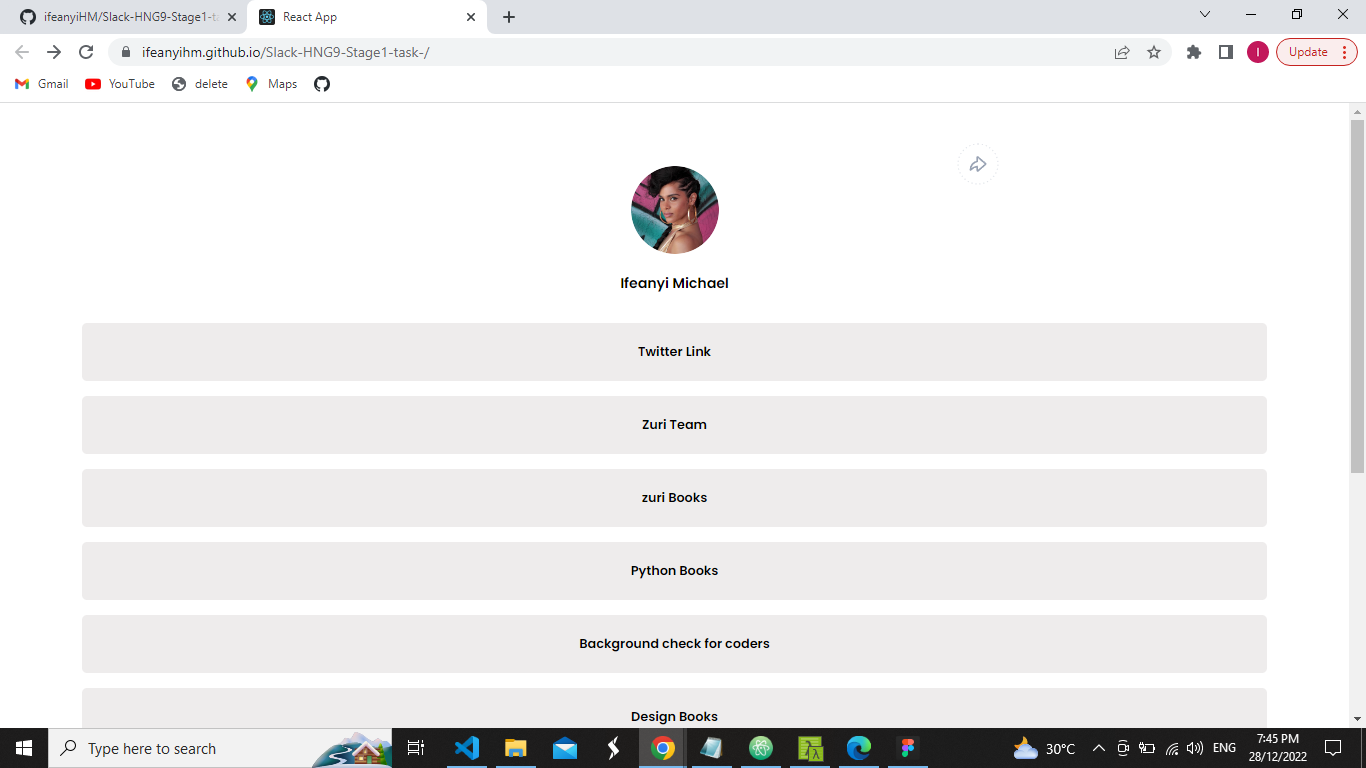 ifeanyiHM/Slack-HNG9-Stage1-ta
React App
ifeanyihm.github.io/Slack-HNG9-Stage1-task-/
I
Update
Gmail
YouTube
delete
Maps
Ifeanyi Michael
Twitter Link
Zuri Team
zuri Books
Python Books
Background check for coders
Design Books
Type here to search
30°C
ENG
7:45 PM
28/12/2022